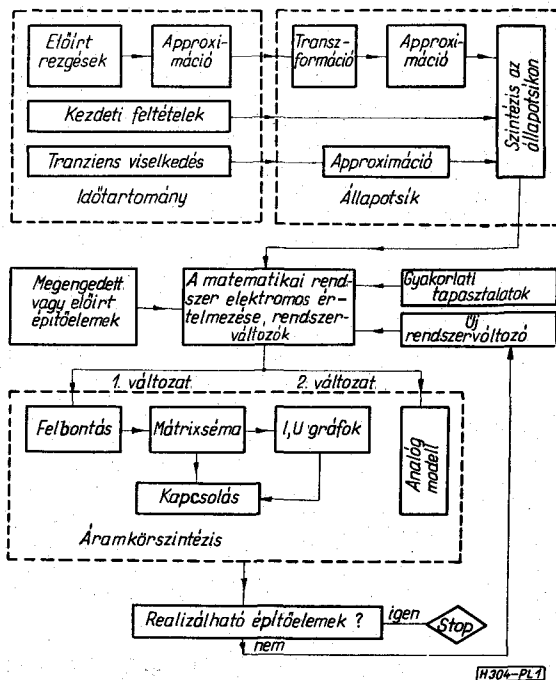 Előírt
rezgések
Approxi-
máció
Transz-
formáció
Approxi-
máció
Szintézis az
állapotsíkon
Kezdeti feltételek
Tranziens viselkedés
Approximáció
Időtartomány
Állapotsík
Megengedett
vagy előírt
építőelemek
A matematikai rend-
szer elektromos ér-
telmezése, rendszer-
változók
Gyakorlati
tapasztalatok
Új
rendszerváltozó
1. változat
2. változat
Felbontás
Mátrixséma
I,U gráfok
Analóg
modell
Kapcsolás
Áramkörszintézis
Realizálható építőelemek ?
igen
Stop
nem
H304-PL1